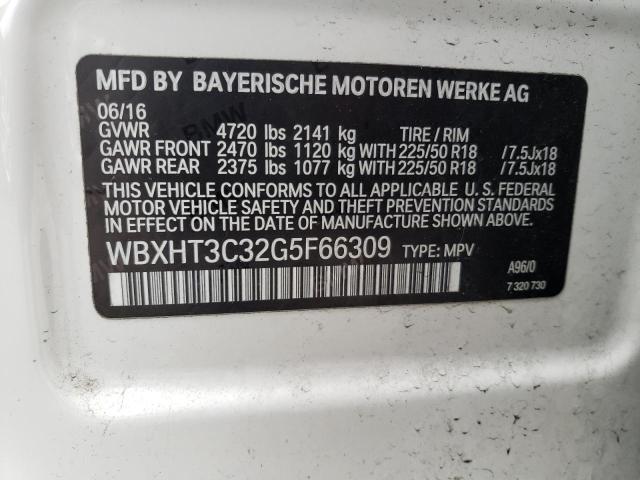 MFD BY BAYERISCHE MOTOREN WERKE AG
06/16
GVWR 4720 lbs 2141 kg TIRE / RIM
GAWR FRONT 2470 lbs 1120 kg WITH 225/50 R18 /7.5Jx18
GAWR REAR 2375 lbs 1077 kg WITH 225/50 R18 /7.5Jx18
THIS VEHICLE CONFORMS TO ALL APPLICABLE U.S. FEDERAL
MOTOR VEHICLE SAFETY AND THEFT PREVENTION STANDARDS
IN EFFECT ON THE DATE OF MANUFACTURE SHOWN ABOVE.
WBXHT3C32G5F66309 TYPE: MPV
A96/0
7 320 730